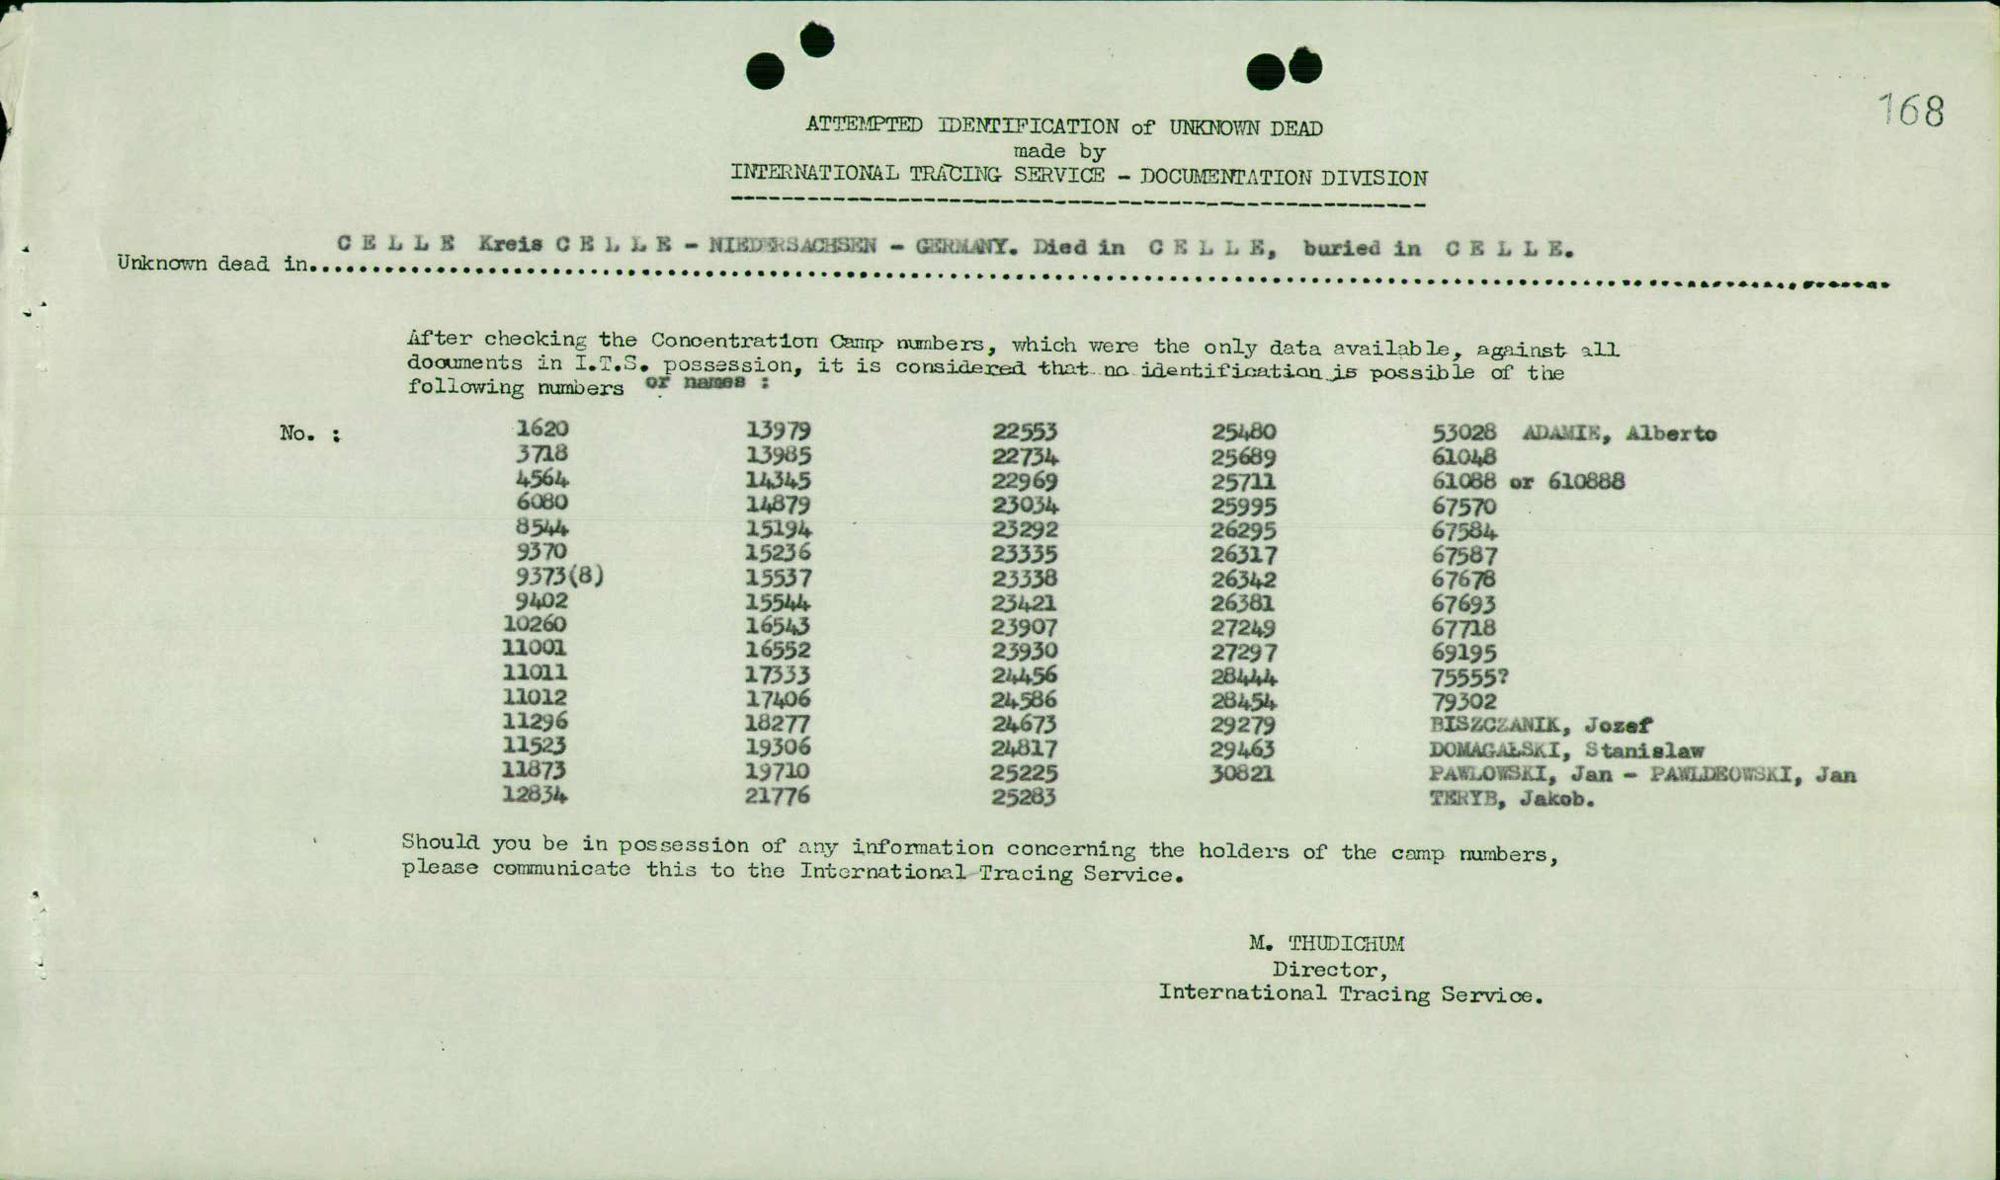 168
ATTEMPTED IDENTIFICATION of UNKNOWN DEAD
made by
INTERNATIONAL TRACING SERVICE - DOCUMENTATION DIVISION
C E L L E Kreis C E L L E - NIEDERSACHSEN - GERMANY. Died in C E L L E, buried in C E L L E.
Unknown dead in
After checking the Concentration Camp numbers, which were the only data available, against all
documents in I.T.S. possession, it is considered that no identification is possible of the
following numbers or names :
No. : 1620 13979 22553 25480 53028 ADAMIK, Alberto
3718 13985 22734 25689 61048
4564 14345 22969 25711 61088 or 610888
6080 14879 23034 25995 67570
8544 15194 23292 26295 67584
9370 15236 23335 26317 67587
9373(8) 15537 23338 26342 67678
9402 15544 23421 26381 67693
10260 16543 23907 27249 67718
11001 16552 23930 27297 69195
11011 17333 24456 28444 75555?
11012 17406 24586 28454 79302
11296 18277 24673 29279 BISZCZANIK, Jozef
11523 19306 24817 29463 DOMAGALSKI, Stanislaw
11873 19710 25225 30821 PAWLOWSKI, Jan - PAWLDEOWSKI, Jan
12834 21776 25283 TERYB, Jakob.
Should you be in possession of any information concerning the holders of the camp numbers,
please communicate this to the International Tracing Service.
M. THUDICHUM
Director,
International Tracing Service.